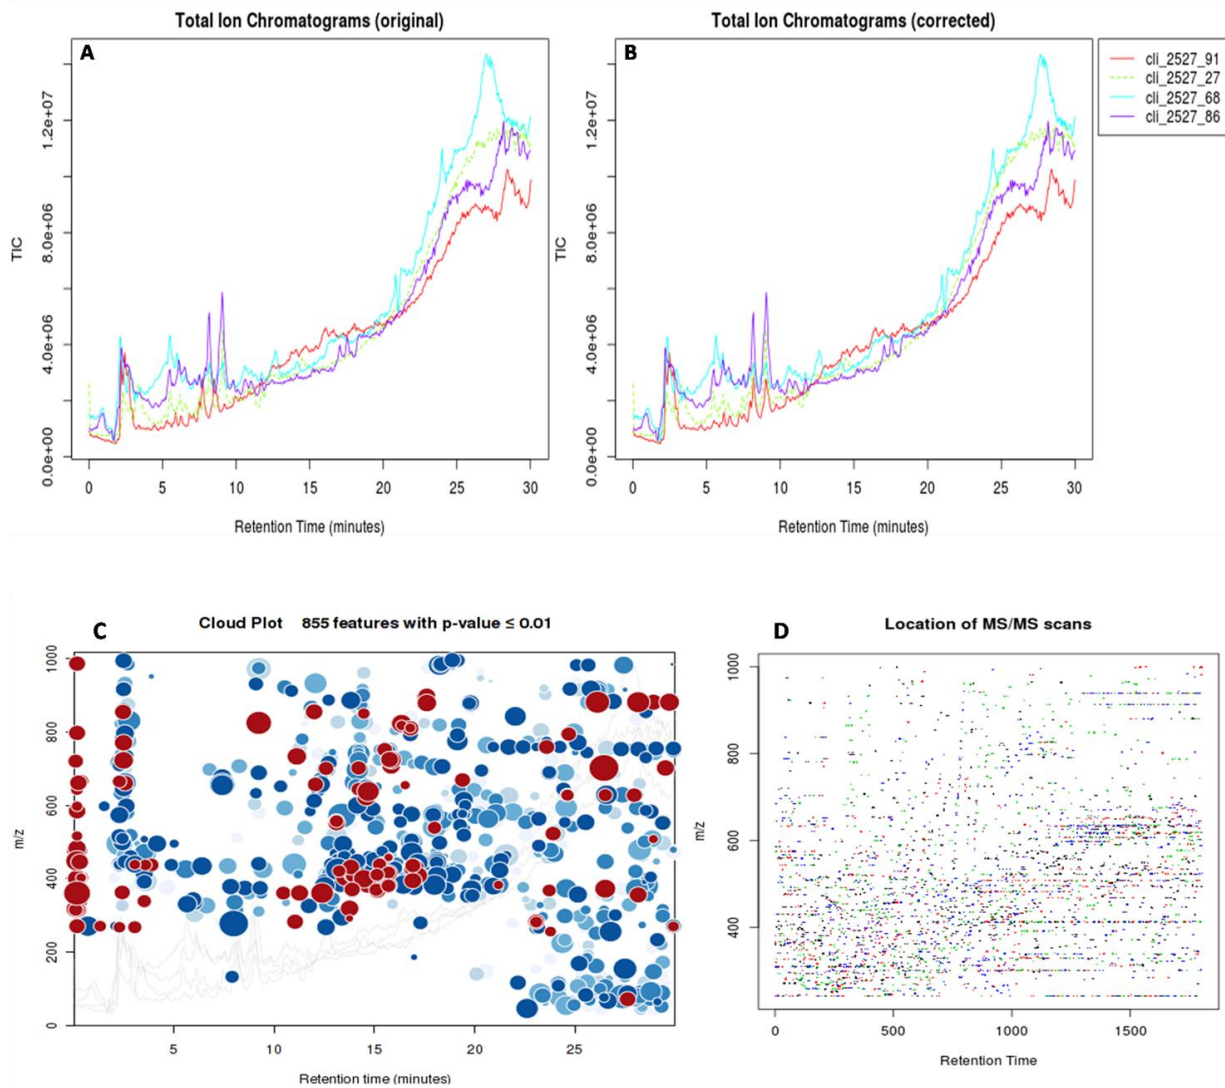 Total Ion Chromatograms (original)
Total Ion Chromatograms (corrected)
A
B
cli_2527_91
cli_2527_27
cli_2527_68
cli_2527_86
TIC
0.0e+00
4.0e+06
8.0e+06
1.2e+07
0 5 10 15 20 25 30
Retention Time (minutes)
TIC
0.0e+00
4.0e+06
8.0e+06
1.2e+07
0 5 10 15 20 25 30
Retention Time (minutes)
C
Cloud Plot 855 features with p-value ≤ 0.01
m/z
1000
800
600
400
200
0
5 10 15 20 25
Retention time (minutes)
D
Location of MS/MS scans
m/z
1000
800
600
400
0 500 1000 1500
Retention Time